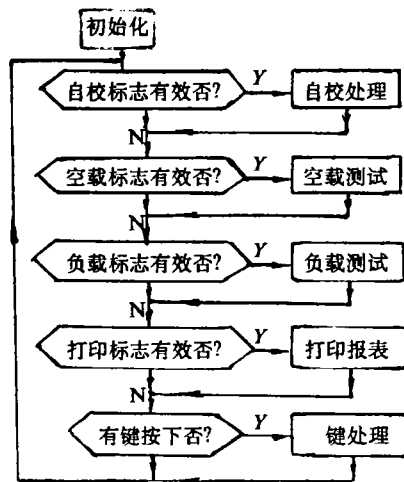 初始化
自校标志有效否? Y 自校处理
N
空载标志有效否? Y 空载测试
N
负载标志有效否? Y 负载测试
N
打印标志有效否? Y 打印报表
N
有键按下否? Y 键处理